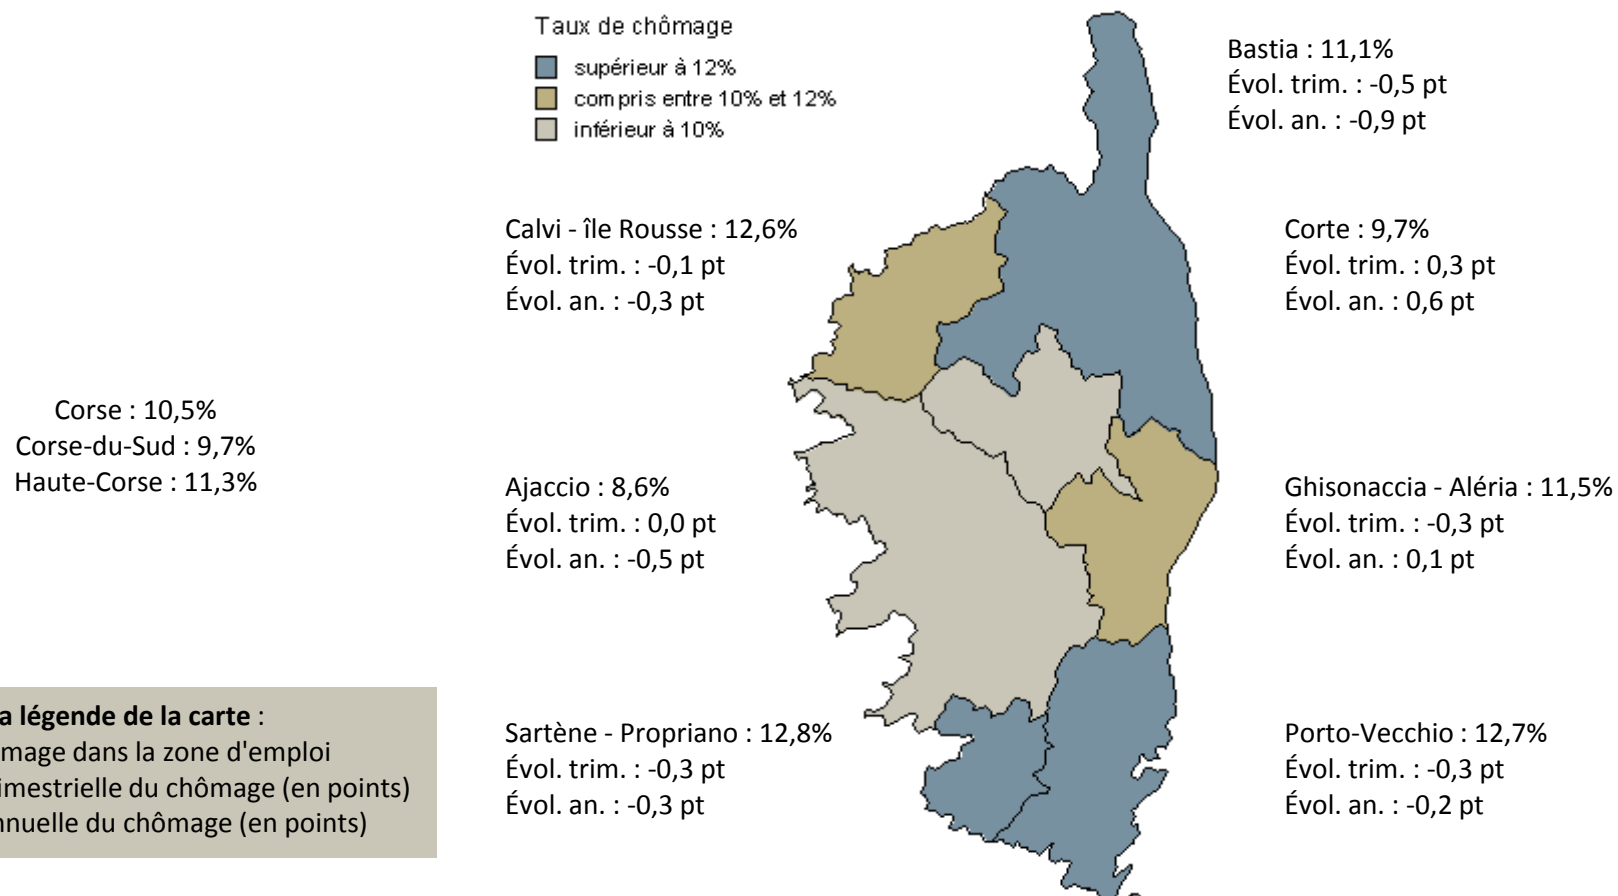 Taux de chômage
supérieur à 12%
compris entre 10% et 12%
inférieur à 10%
Bastia : 11,1%
Évol. trim. : -0,5 pt
Évol. an. : -0,9 pt
Calvi - île Rousse : 12,6%
Évol. trim. : -0,1 pt
Évol. an. : -0,3 pt
Corte : 9,7%
Évol. trim. : 0,3 pt
Évol. an. : 0,6 pt
Corse : 10,5%
Corse-du-Sud : 9,7%
Haute-Corse : 11,3%
Ajaccio : 8,6%
Évol. trim. : 0,0 pt
Évol. an. : -0,5 pt
Ghisonaccia - Aléria : 11,5%
Évol. trim. : -0,3 pt
Évol. an. : 0,1 pt
a légende de la carte :
mage dans la zone d'emploi
imestrielle du chômage (en points)
nnuelle du chômage (en points)
Sartène - Propriano : 12,8%
Évol. trim. : -0,3 pt
Évol. an. : -0,3 pt
Porto-Vecchio : 12,7%
Évol. trim. : -0,3 pt
Évol. an. : -0,2 pt